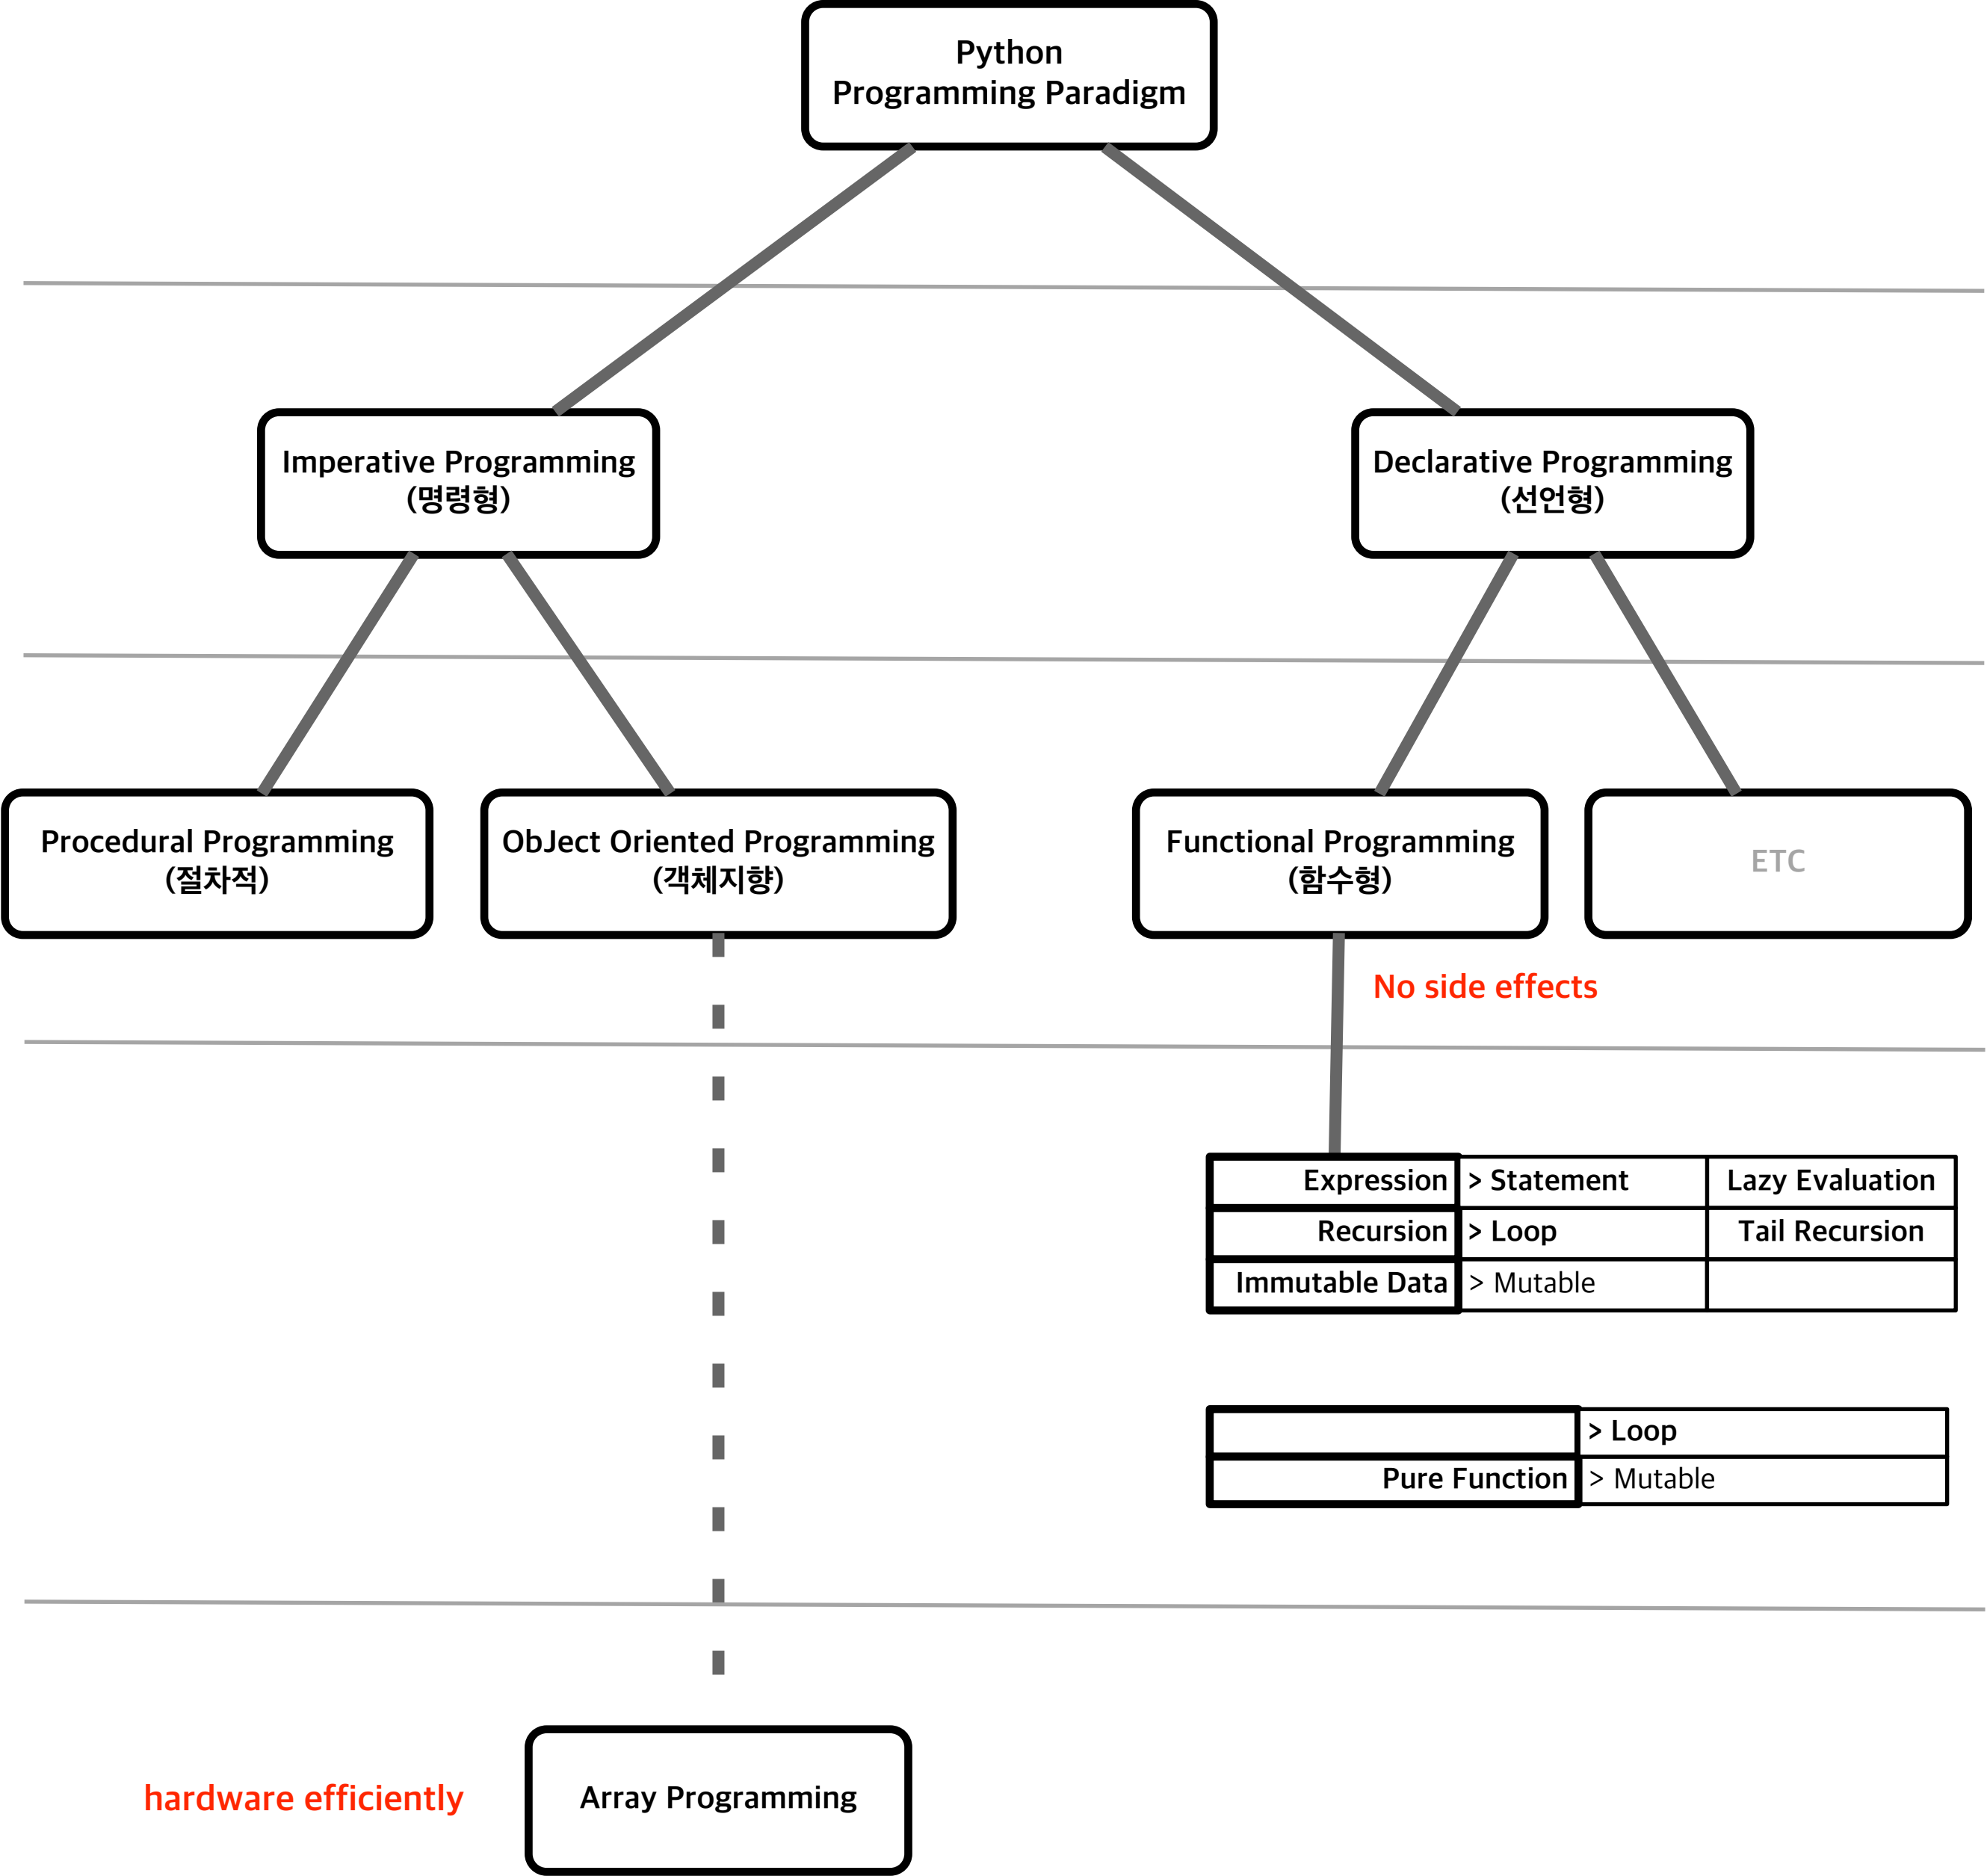 Python
Programming Paradigm
Imperative Programming
(명령형)
Declarative Programming
(선언형)
Procedural Programming
(절차적)
ObJect Oriented Programming
(객체지향)
Functional Programming
(함수형)
ETC
No side effects
Expression > Statement Lazy Evaluation
Recursion > Loop Tail Recursion
Immutable Data > Mutable
> Loop
Pure Function > Mutable
hardware efficiently
Array Programming